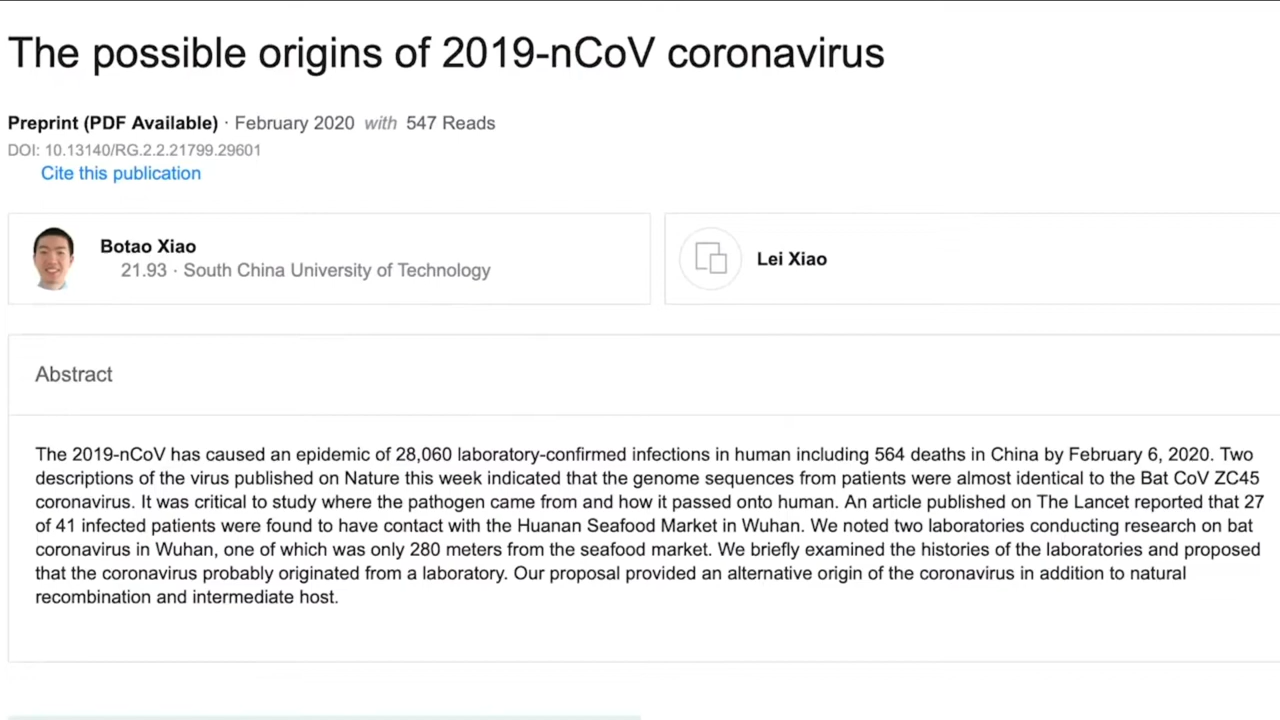 The possible origins of 2019-nCoV coronavirus
Preprint (PDF Available) · February 2020 with 547 Reads
DOI: 10.13140/RG.2.2.21799.29601
Cite this publication
Botao Xiao
21.93 · South China University of Technology
Lei Xiao
Abstract
The 2019-nCoV has caused an epidemic of 28,060 laboratory-confirmed infections in human including 564 deaths in China by February 6, 2020. Two
descriptions of the virus published on Nature this week indicated that the genome sequences from patients were almost identical to the Bat CoV ZC45
coronavirus. It was critical to study where the pathogen came from and how it passed onto human. An article published on The Lancet reported that 27
of 41 infected patients were found to have contact with the Huanan Seafood Market in Wuhan. We noted two laboratories conducting research on bat
coronavirus in Wuhan, one of which was only 280 meters from the seafood market. We briefly examined the histories of the laboratories and proposed
that the coronavirus probably originated from a laboratory. Our proposal provided an alternative origin of the coronavirus in addition to natural
recombination and intermediate host.